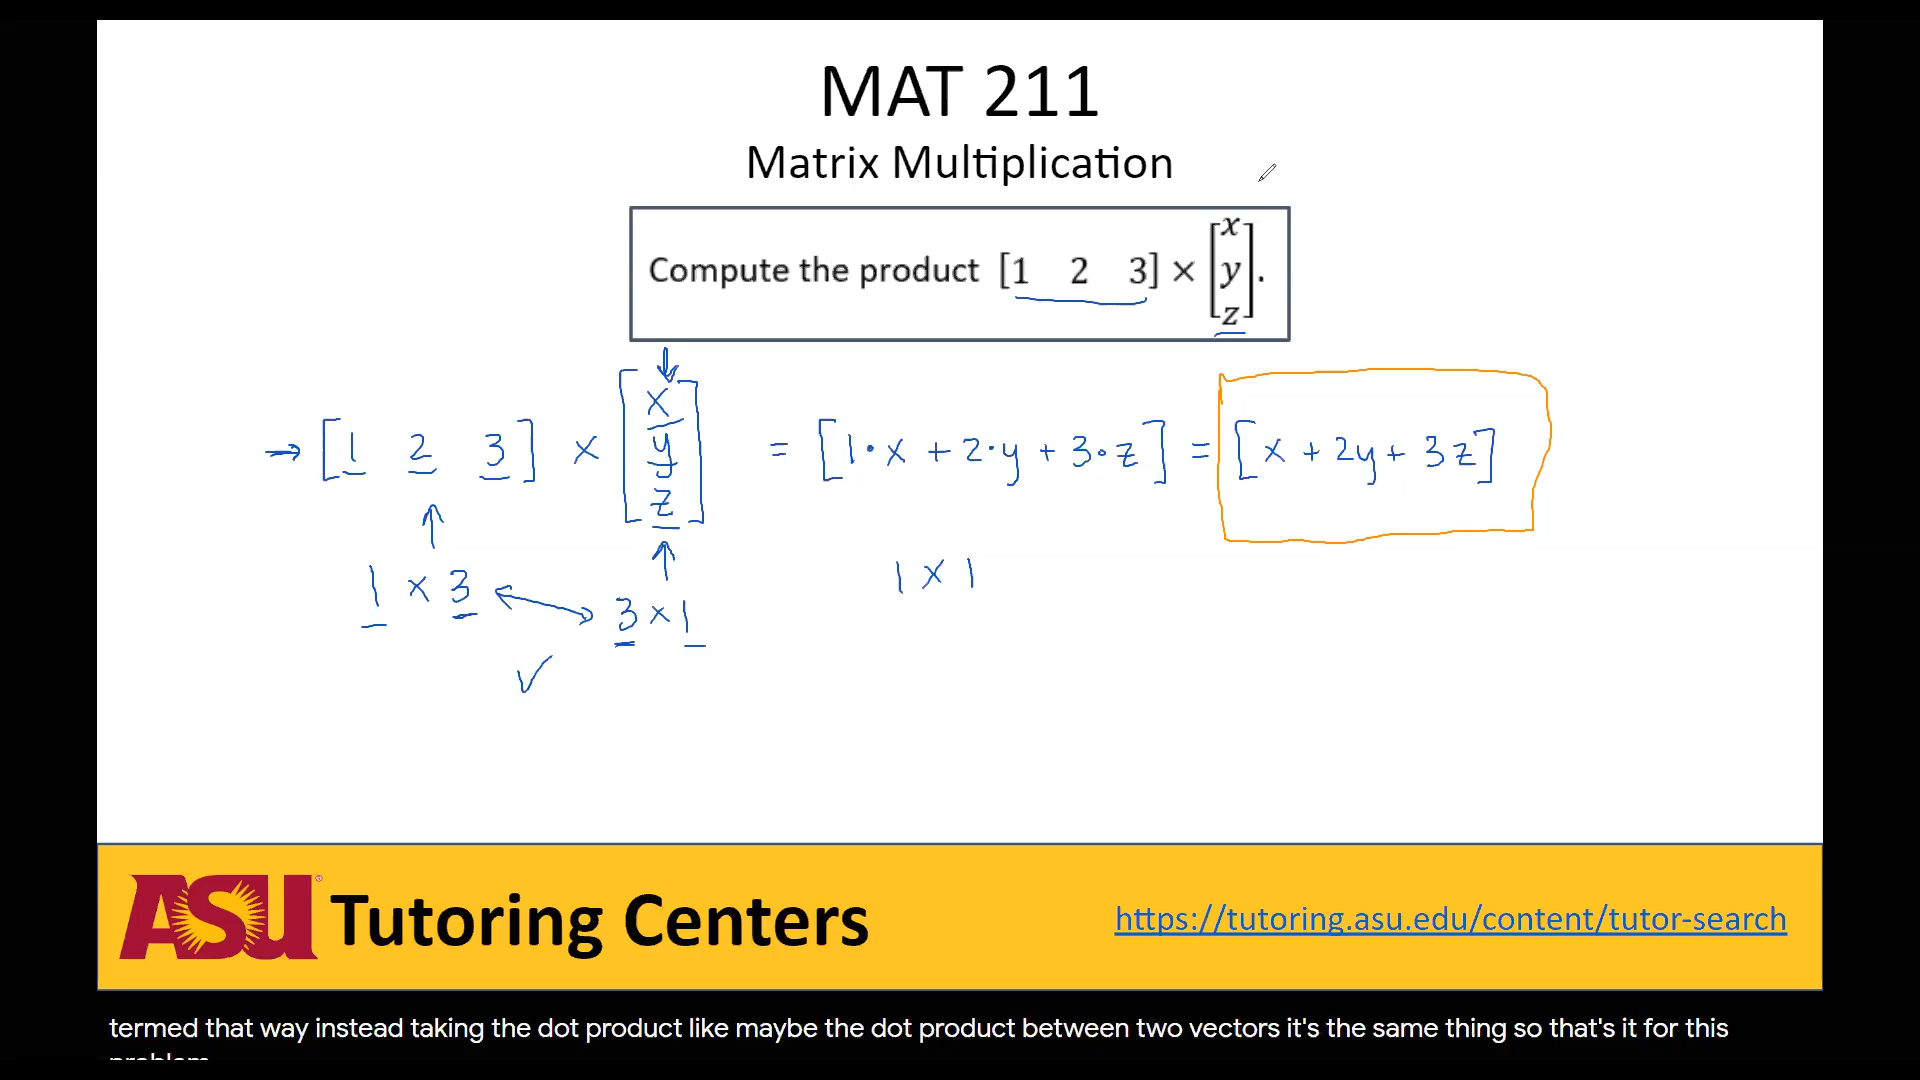 MAT 211
Matrix Multiplication
Compute the product [1 2 3] × [x y z].
→ [1 2 3] × [x y z] = [1·x + 2·y + 3·z] = [x + 2y + 3z]
1 × 3
3 × 1
1 × 1
ASU Tutoring Centers
https://tutoring.asu.edu/content/tutor-search
termed that way instead taking the dot product like maybe the dot product between two vectors it's the same thing so that's it for this